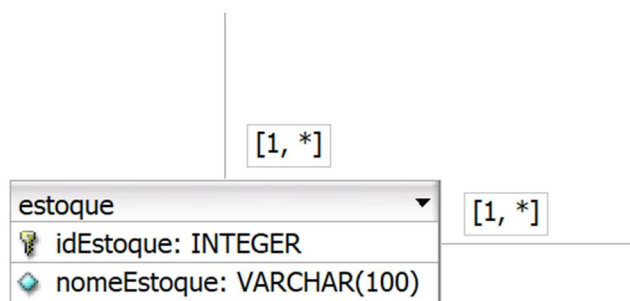 [1, *]
estoque
[1, *]
idEstoque: INTEGER
nomeEstoque: VARCHAR(100)